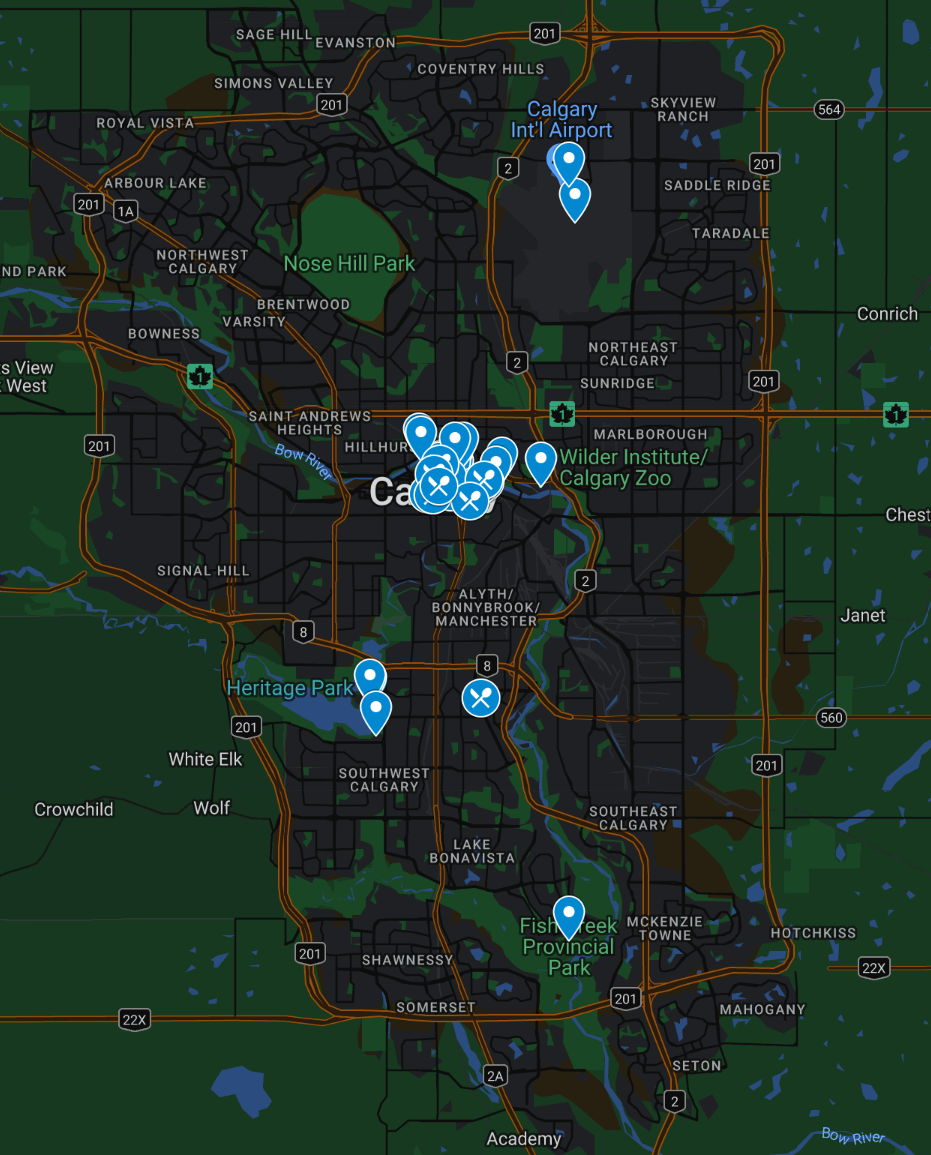 SAGE HILL
EVANSTON
201
COVENTRY HILLS
SIMONS VALLEY
201
Calgary
Int'l Airport
SKYVIEW
RANCH
564
ROYAL VISTA
2
201
ARBOUR LAKE
SADDLE RIDGE
201
1A
TARADALE
NORTHWEST
CALGARY
Nose Hill Park
ND PARK
BRENTWOOD
VARSITY
Conrich
BOWNESS
NORTHEAST
CALGARY
2
rs View
West
1
SUNRIDGE
201
SAINT ANDREWS
HEIGHTS
1
1
201
HILLHUR
MARLBOROUGH
Bow River
Wilder Institute/
Calgary Zoo
Ca
Chest
SIGNAL HILL
2
ALYTH/
BONNYBROOK/
MANCHESTER
Janet
8
8
Heritage Park
201
560
White Elk
201
SOUTHWEST
CALGARY
Crowchild
Wolf
SOUTHEAST
CALGARY
LAKE
BONAVISTA
Fish Creek
Provincial
Park
MCKENZIE
TOWNE
HOTCHKISS
201
SHAWNESSY
22X
201
SOMERSET
22X
MAHOGANY
SETON
2A
2
Academy
Bow River